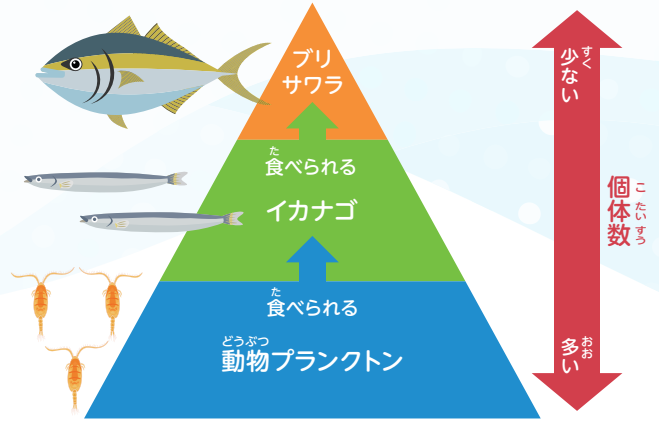 ブリ
サワラ
た
食べられる
イカナゴ
た
食べられる
どうぶつ
動物プランクトン
すく
少ない
こ たい すう
個体数
おお
多い